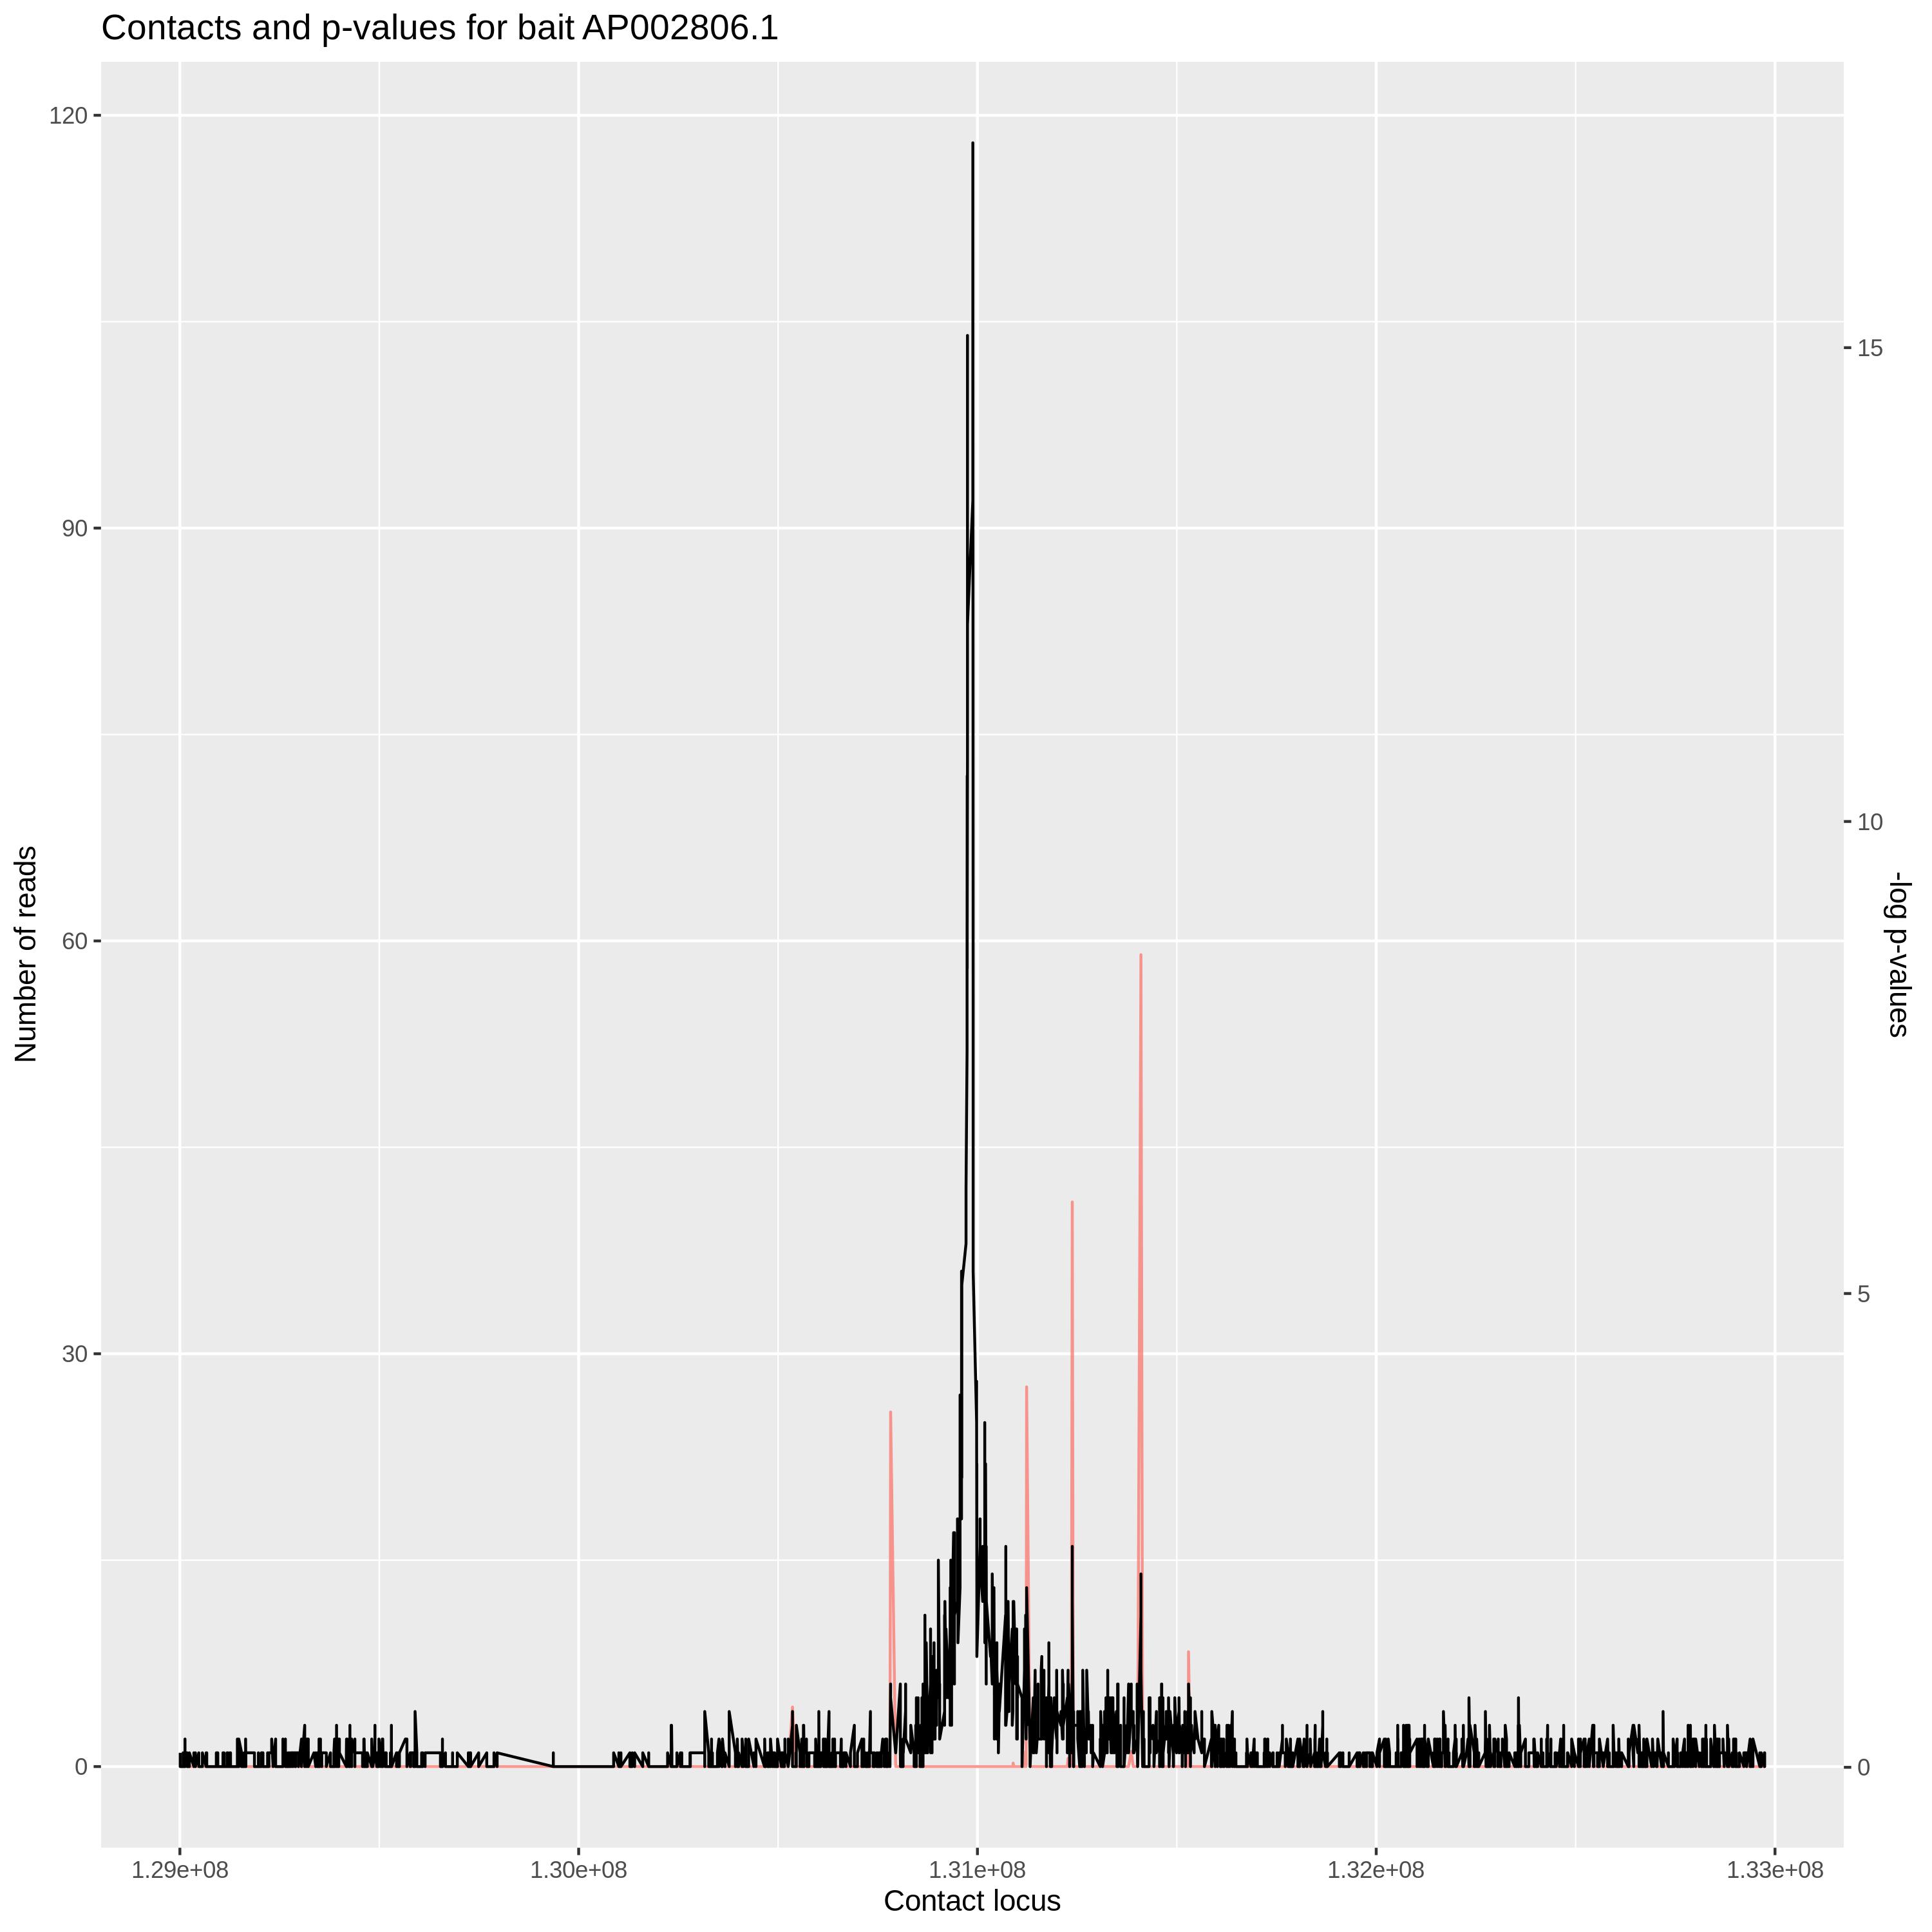 Contacts and p-values for bait AP002806.1
120
90
60
30
0
Number of reads
15
10
5
0
-log p-values
1.29e+08
1.30e+08
1.31e+08
1.32e+08
1.33e+08
Contact locus